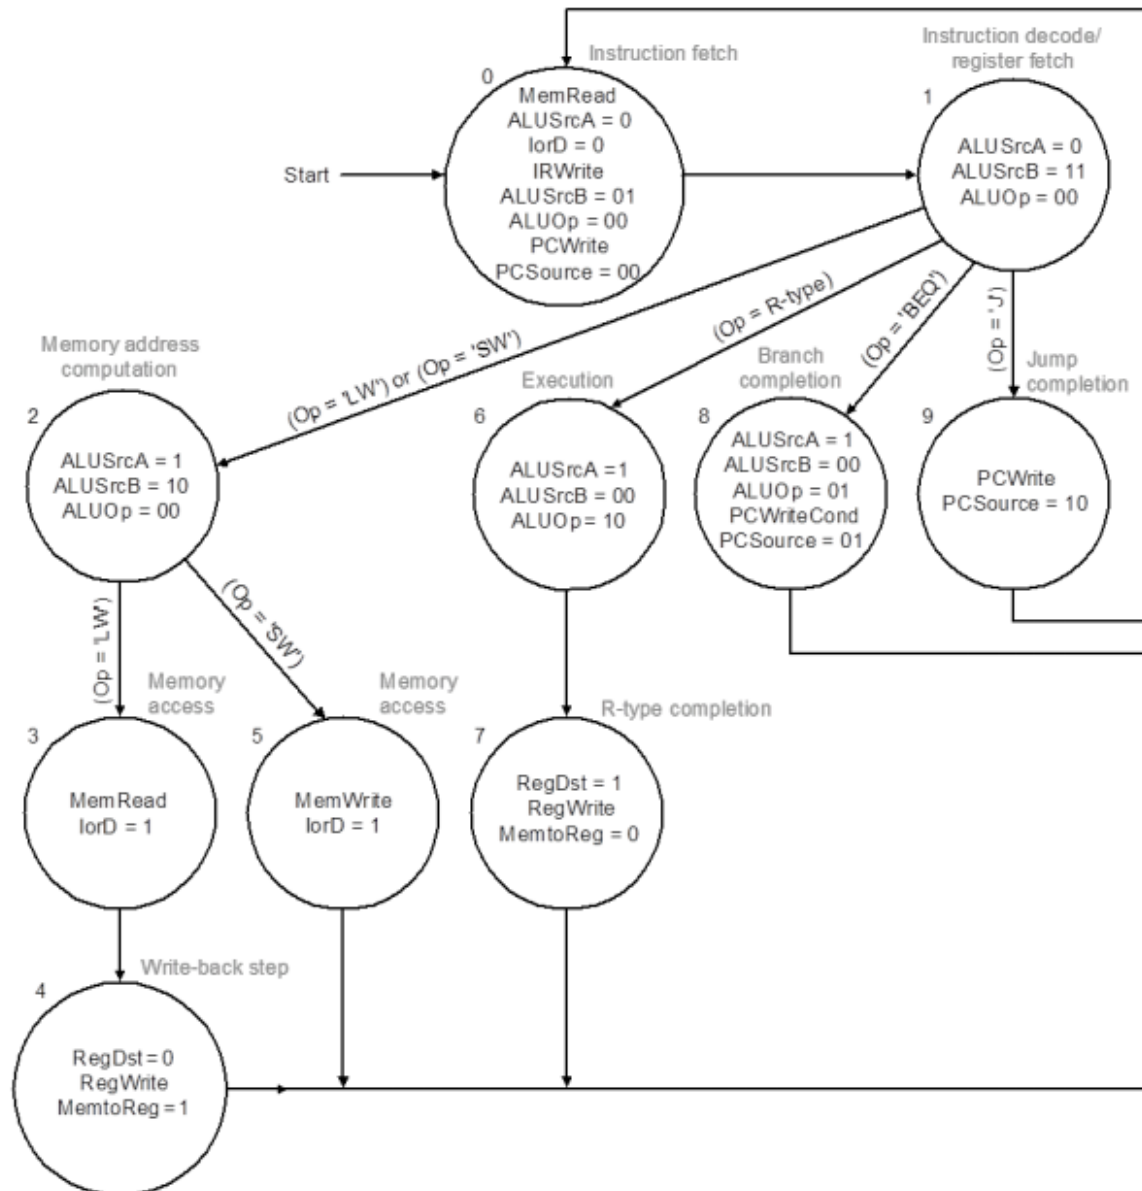 Instruction fetch
Instruction decode/
register fetch
0
MemRead
ALUSrcA = 0
IorD = 0
IRWrite
ALUSrcB = 01
ALUOp = 00
PCWrite
PCSource = 00
1
ALUSrcA = 0
ALUSrcB = 11
ALUOp = 00
Start
(Op = 'LW') or (Op = 'SW')
(Op = R-type)
(Op = 'BEQ')
(Op = 'J')
Memory address
computation
2
ALUSrcA = 1
ALUSrcB = 10
ALUOp = 00
Execution
6
ALUSrcA =1
ALUSrcB = 00
ALUOp= 10
Branch
completion
8
ALUSrcA = 1
ALUSrcB = 00
ALUOp = 01
PCWriteCond
PCSource = 01
Jump
completion
9
PCWrite
PCSource = 10
(Op = 'LW')
(Op = 'SW')
Memory
access
3
MemRead
IorD = 1
Memory
access
5
MemWrite
IorD = 1
R-type completion
7
RegDst = 1
RegWrite
MemtoReg = 0
Write-back step
4
RegDst = 0
RegWrite
MemtoReg = 1